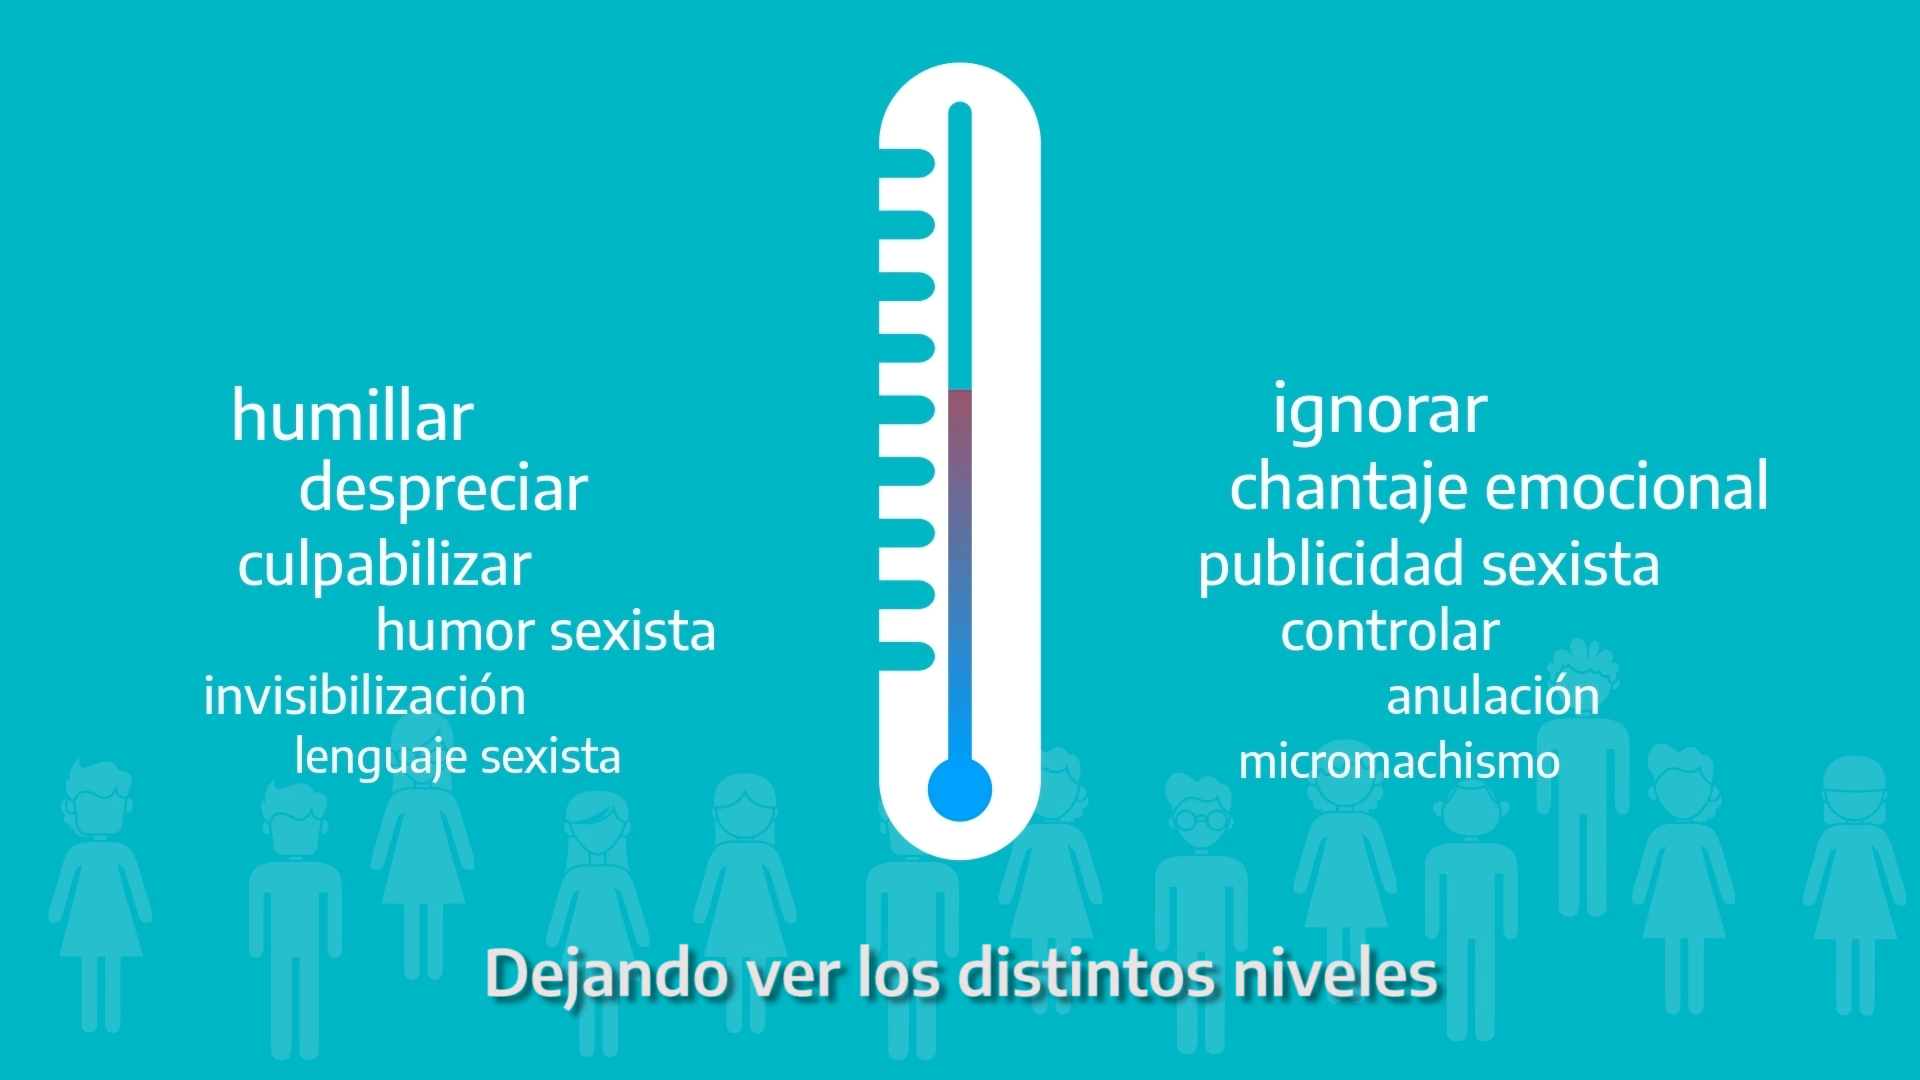 humillar
despreciar
culpabilizar
humor sexista
invisibilización
lenguaje sexista
ignorar
chantaje emocional
publicidad sexista
controlar
anulación
micromachismo
Dejando ver los distintos niveles